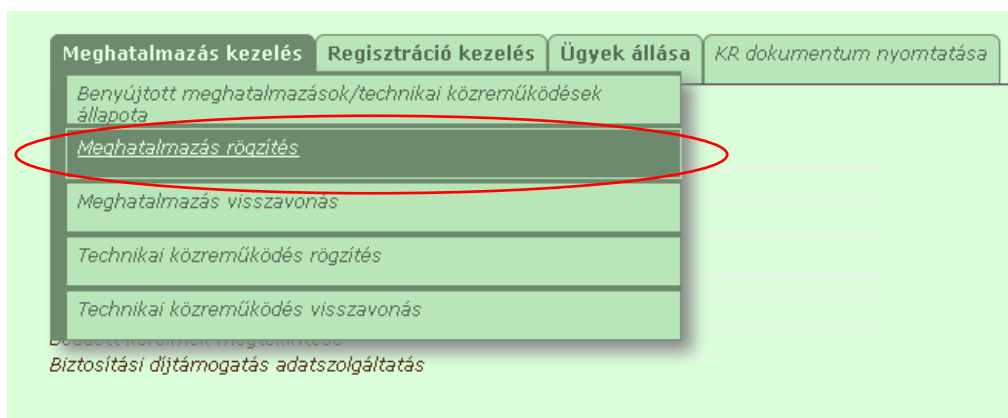 Meghatalmazás kezelés Regisztráció kezelés Ügyek állása KR dokumentum nyomtatása
Benyújtott meghatalmazások/technikai közreműködések
állapota
Meghatalmazás rögzítés
Meghatalmazás visszavonás
Technikai közreműködés rögzítés
Technikai közreműködés visszavonás
Biztosítási díjtámogatás adatszolgáltatás